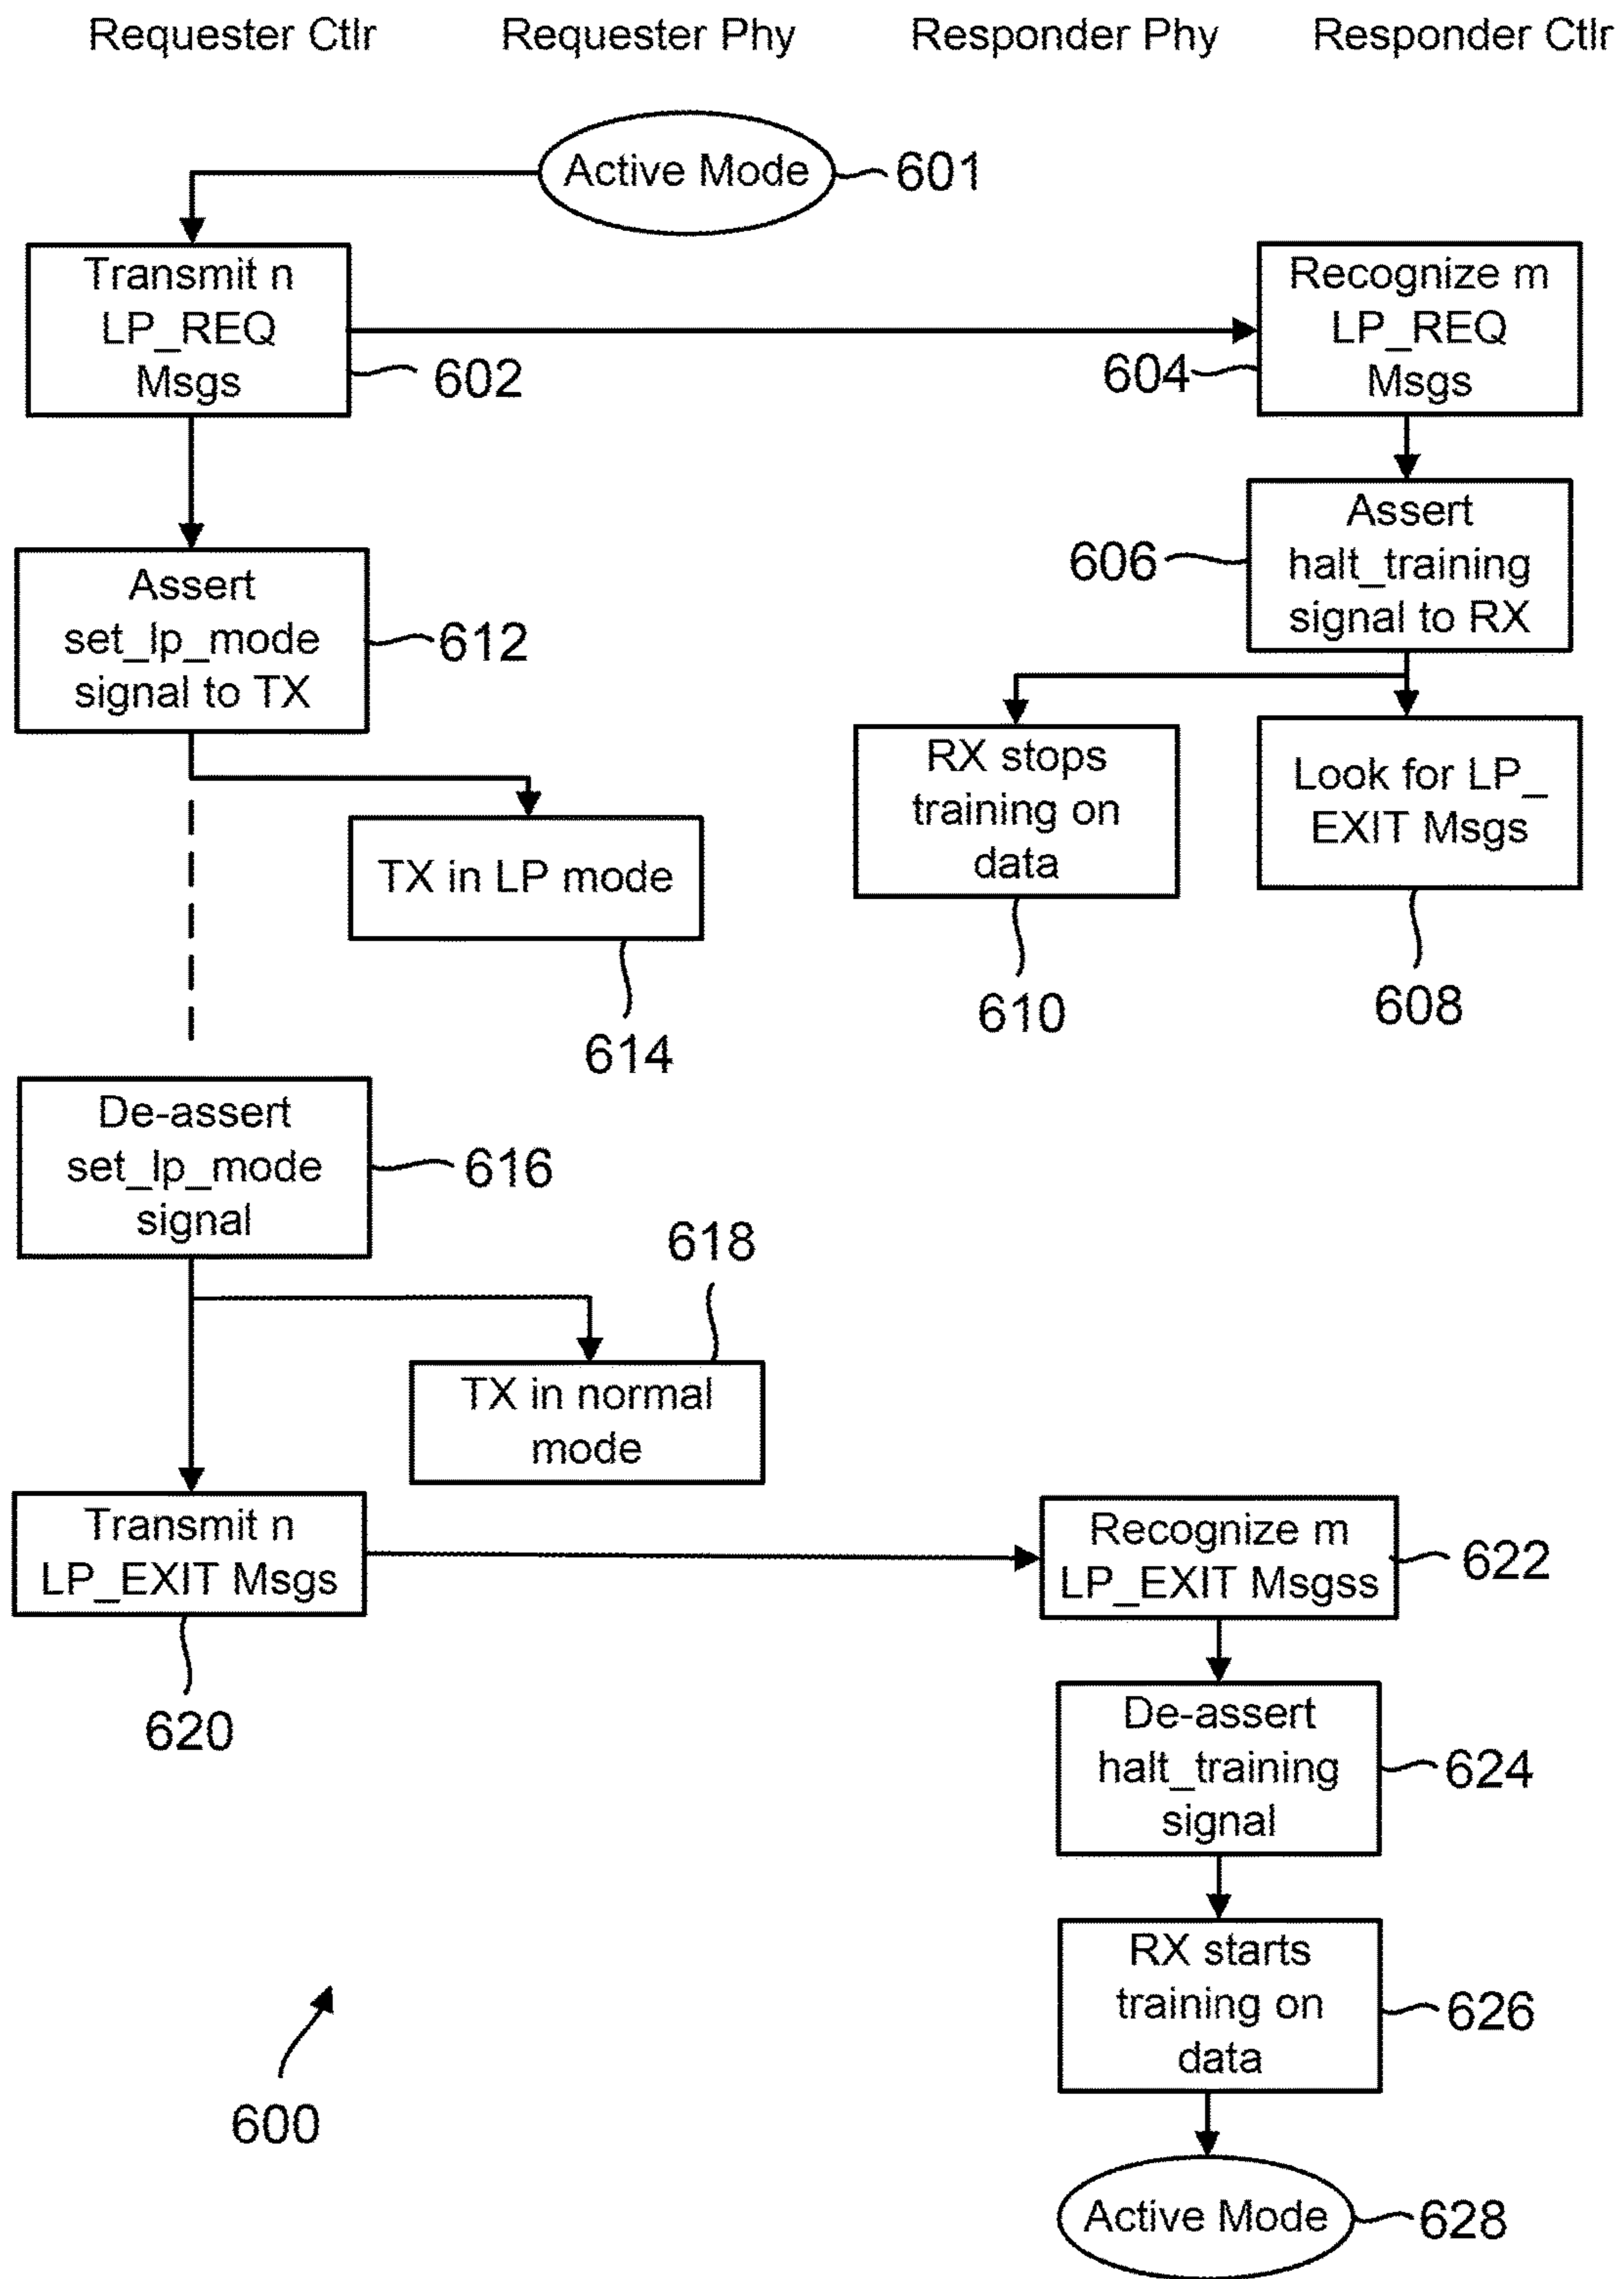 Requester Ctlr
Requester Phy
Responder Phy
Responder Ctlr
Active Mode
601
Transmit n
LP_REQ
Msgs
602
Recognize m
LP_REQ
Msgs
604
Assert
halt_training
signal to RX
606
Assert
set_lp_mode
signal to TX
612
RX stops
training on
data
610
Look for LP_
EXIT Msgs
608
TX in LP mode
614
De-assert
set_lp_mode
signal
616
618
TX in normal
mode
Transmit n
LP_EXIT Msgs
620
Recognize m
LP_EXIT Msgss
622
De-assert
halt_training
signal
624
RX starts
training on
data
626
600
Active Mode
628